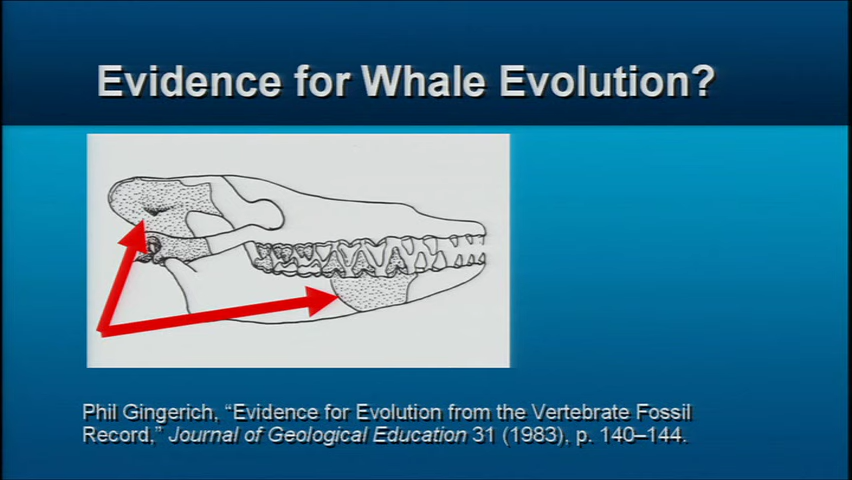 Evidence for Whale Evolution?
Phil Gingerich, “Evidence for Evolution from the Vertebrate Fossil
Record,” Journal of Geological Education 31 (1983), p. 140–144.